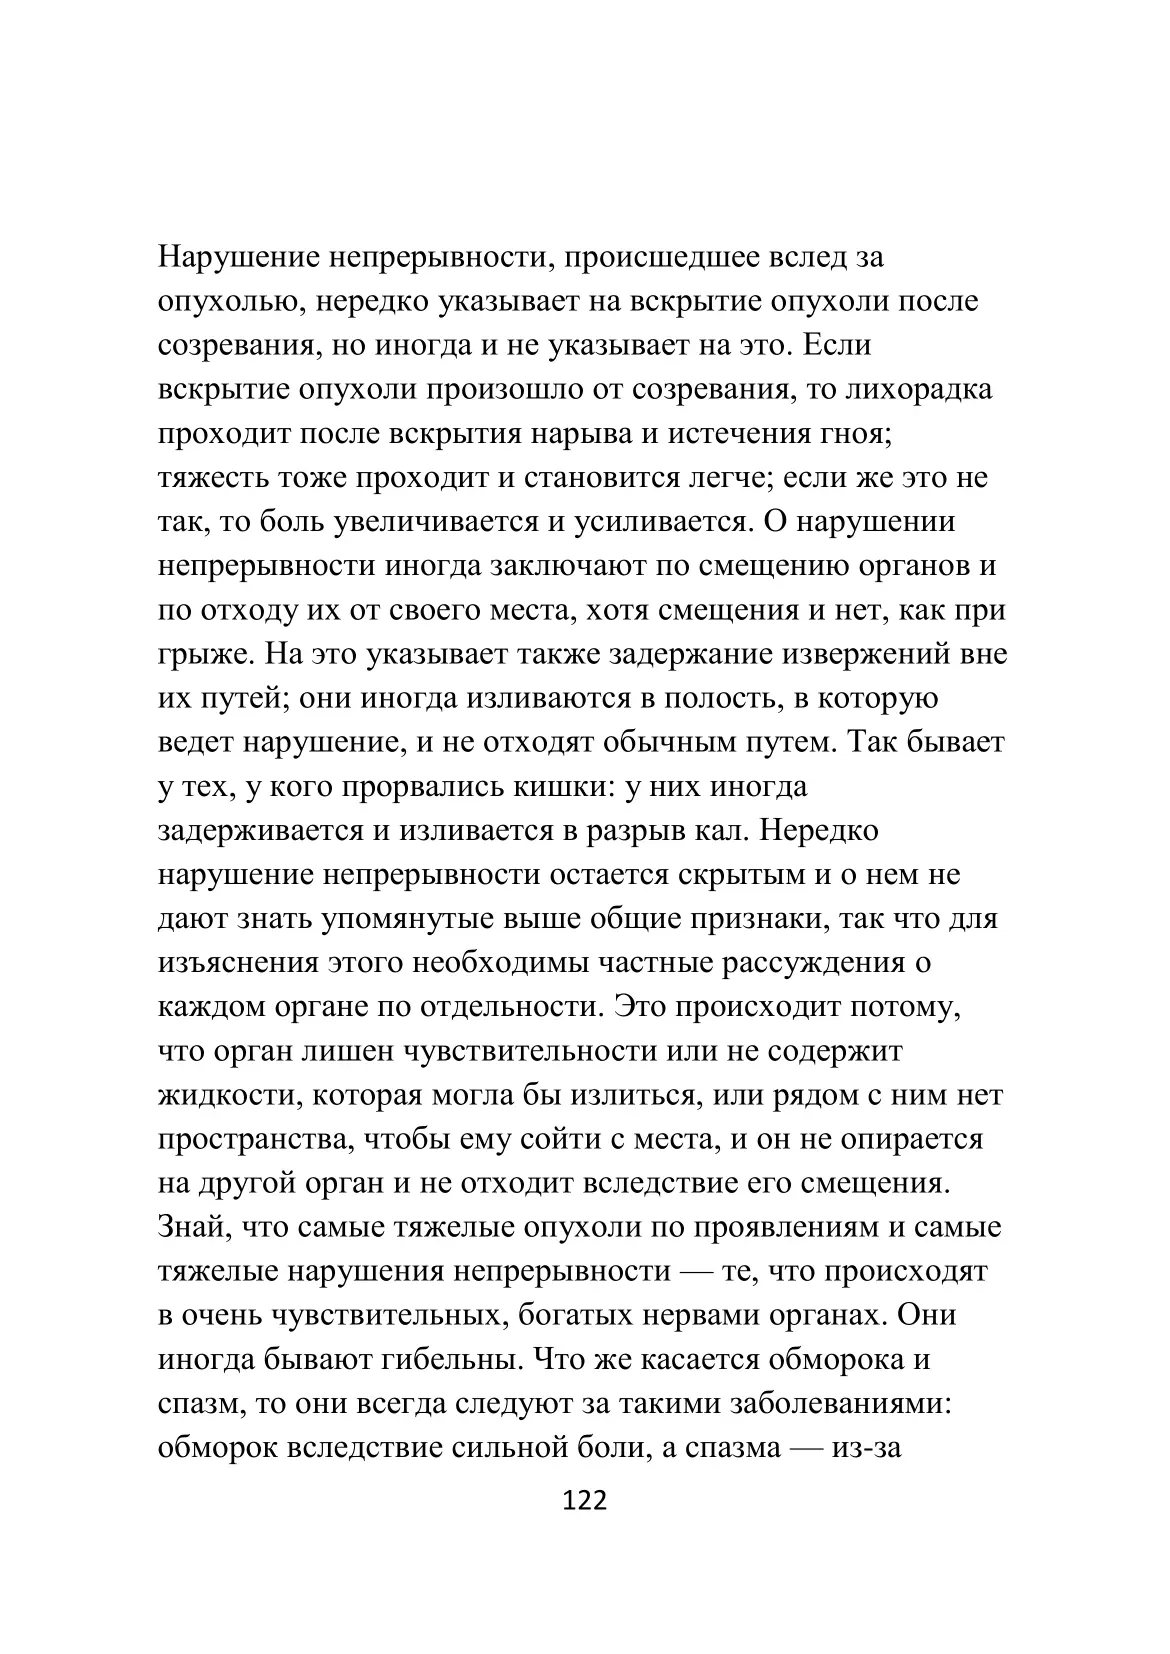 Нарушение непрерывности, происшедшее вслед за
опухолью, нередко указывает на вскрытие опухоли после
созревания, но иногда и не указывает на это. Если
вскрытие опухоли произошло от созревания, то лихорадка
проходит после вскрытия нарыва и истечения гноя;
тяжесть тоже проходит и становится легче; если же это не
так, то боль увеличивается и усиливается. О нарушении
непрерывности иногда заключают по смещению органов и
по отходу их от своего места, хотя смещения и нет, как при
грыже. На это указывает также задержание извержений вне
их путей; они иногда изливаются в полость, в которую
ведет нарушение, и не отходят обычным путем. Так бывает
у тех, у кого прорвались кишки: у них иногда
задерживается и изливается в разрыв кал. Нередко
нарушение непрерывности остается скрытым и о нем не
дают знать упомянутые выше общие признаки, так что для
изъяснения этого необходимы частные рассуждения о
каждом органе по отдельности. Это происходит потому,
что орган лишен чувствительности или не содержит
жидкости, которая могла бы излиться, или рядом с ним нет
пространства, чтобы ему сойти с места, и он не опирается
на другой орган и не отходит вследствие его смещения.
Знай, что самые тяжелые опухоли по проявлениям и самые
тяжелые нарушения непрерывности — те, что происходят
в очень чувствительных, богатых нервами органах. Они
иногда бывают гибельны. Что же касается обморока и
спазм, то они всегда следуют за такими заболеваниями:
обморок вследствие сильной боли, а спазма — из-за
122